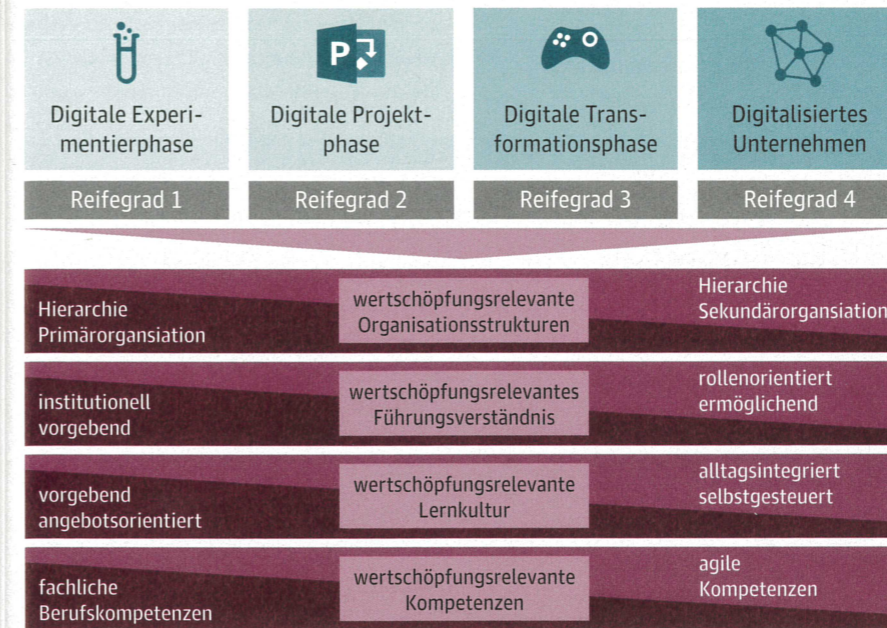 P
Digitale Experi-
mentierphase
Digitale Projekt-
phase
Digitale Trans-
formationsphase
Digitalisiertes
Unternehmen
Reifegrad 1
Reifegrad 2
Reifegrad 3
Reifegrad 4
Hierarchie
Primärorgansiation
wertschöpfungsrelevante
Organisationsstrukturen
Hierarchie
Sekundärorgansiation
institutionell
vorgebend
wertschöpfungsrelevantes
Führungsverständnis
rollenorientiert
ermöglichend
vorgebend
angebotsorientiert
wertschöpfungsrelevante
Lernkultur
alltagsintegriert
selbstgesteuert
fachliche
Berufskompetenzen
wertschöpfungsrelevante
Kompetenzen
agile
Kompetenzen